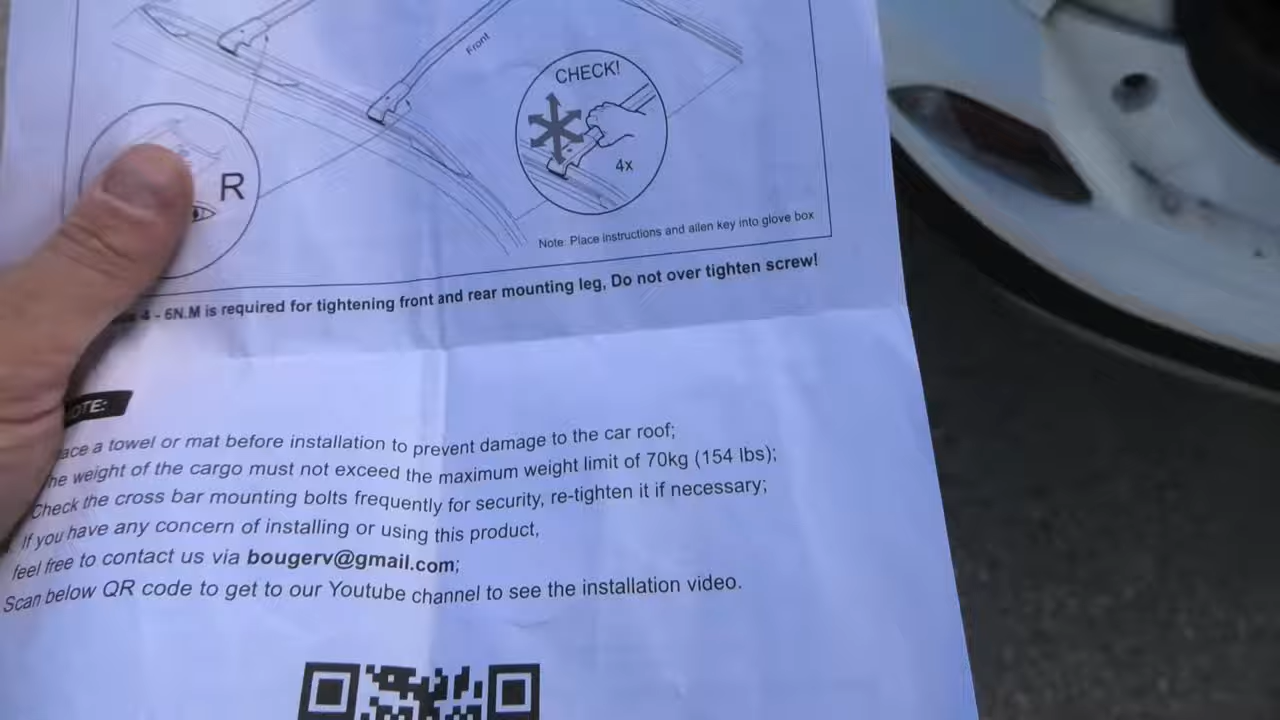 Front
CHECK!
4x
R
Note: Place instructions and allen key into glove box
4 - 6N.M is required for tightening front and rear mounting leg, Do not over tighten screw!
a towel or mat before installation to prevent damage to the car roof;
weight of the cargo must not exceed the maximum weight limit of 70kg (154 lbs);
Check the cross bar mounting bolts frequently for security, re-tighten it if necessary;
If you have any concern of installing or using this product,
feel free to contact us via bougerv@gmail.com;
Scan below QR code to get to our Youtube channel to see the installation video.